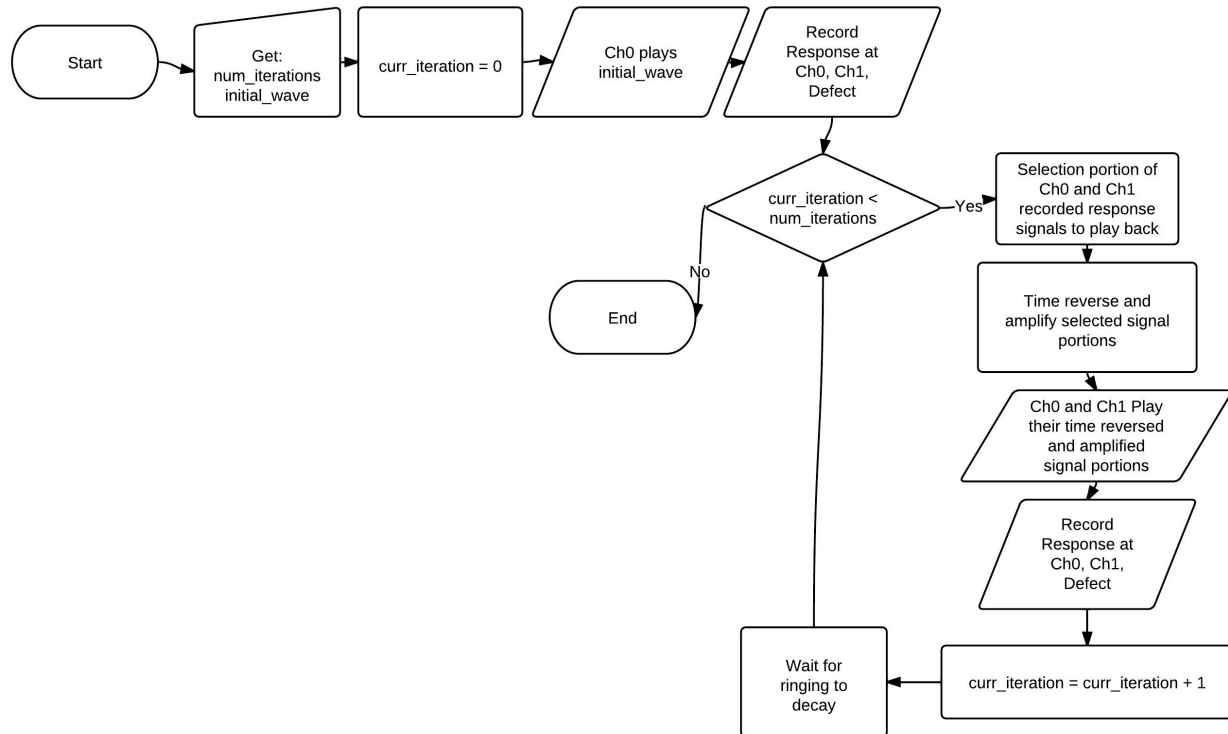 Start
Get:
num_iterations
initial_wave
curr_iteration = 0
Ch0 plays
initial_wave
Record
Response at
Ch0, Ch1,
Defect
curr_iteration <
num_iterations
Yes
No
End
Selection portion of
Ch0 and Ch1
recorded response
signals to play back
Time reverse and
amplify selected signal
portions
Ch0 and Ch1 Play
their time reversed
and amplified
signal portions
Record
Response at
Ch0, Ch1,
Defect
curr_iteration = curr_iteration + 1
Wait for
ringing to
decay